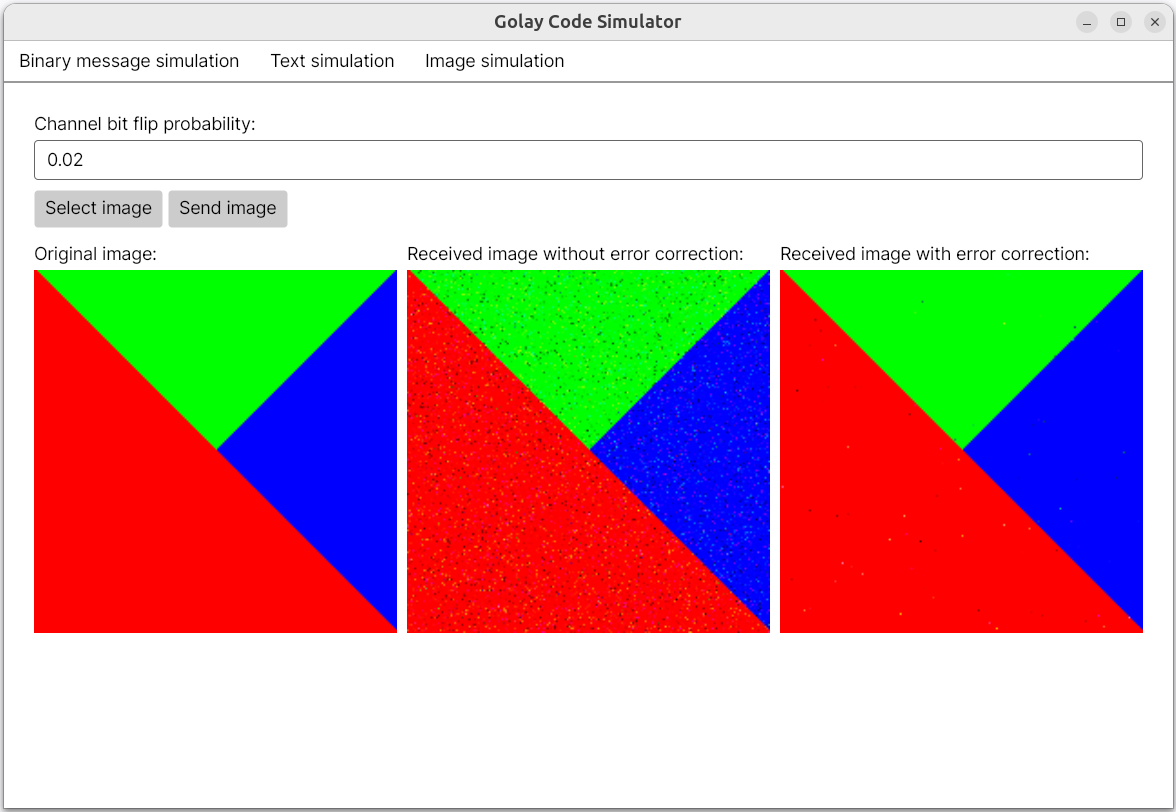 Golay Code Simulator
Binary message simulation Text simulation Image simulation
Channel bit flip probability:
0.02
Select image Send image
Original image: Received image without error correction: Received image with error correction: